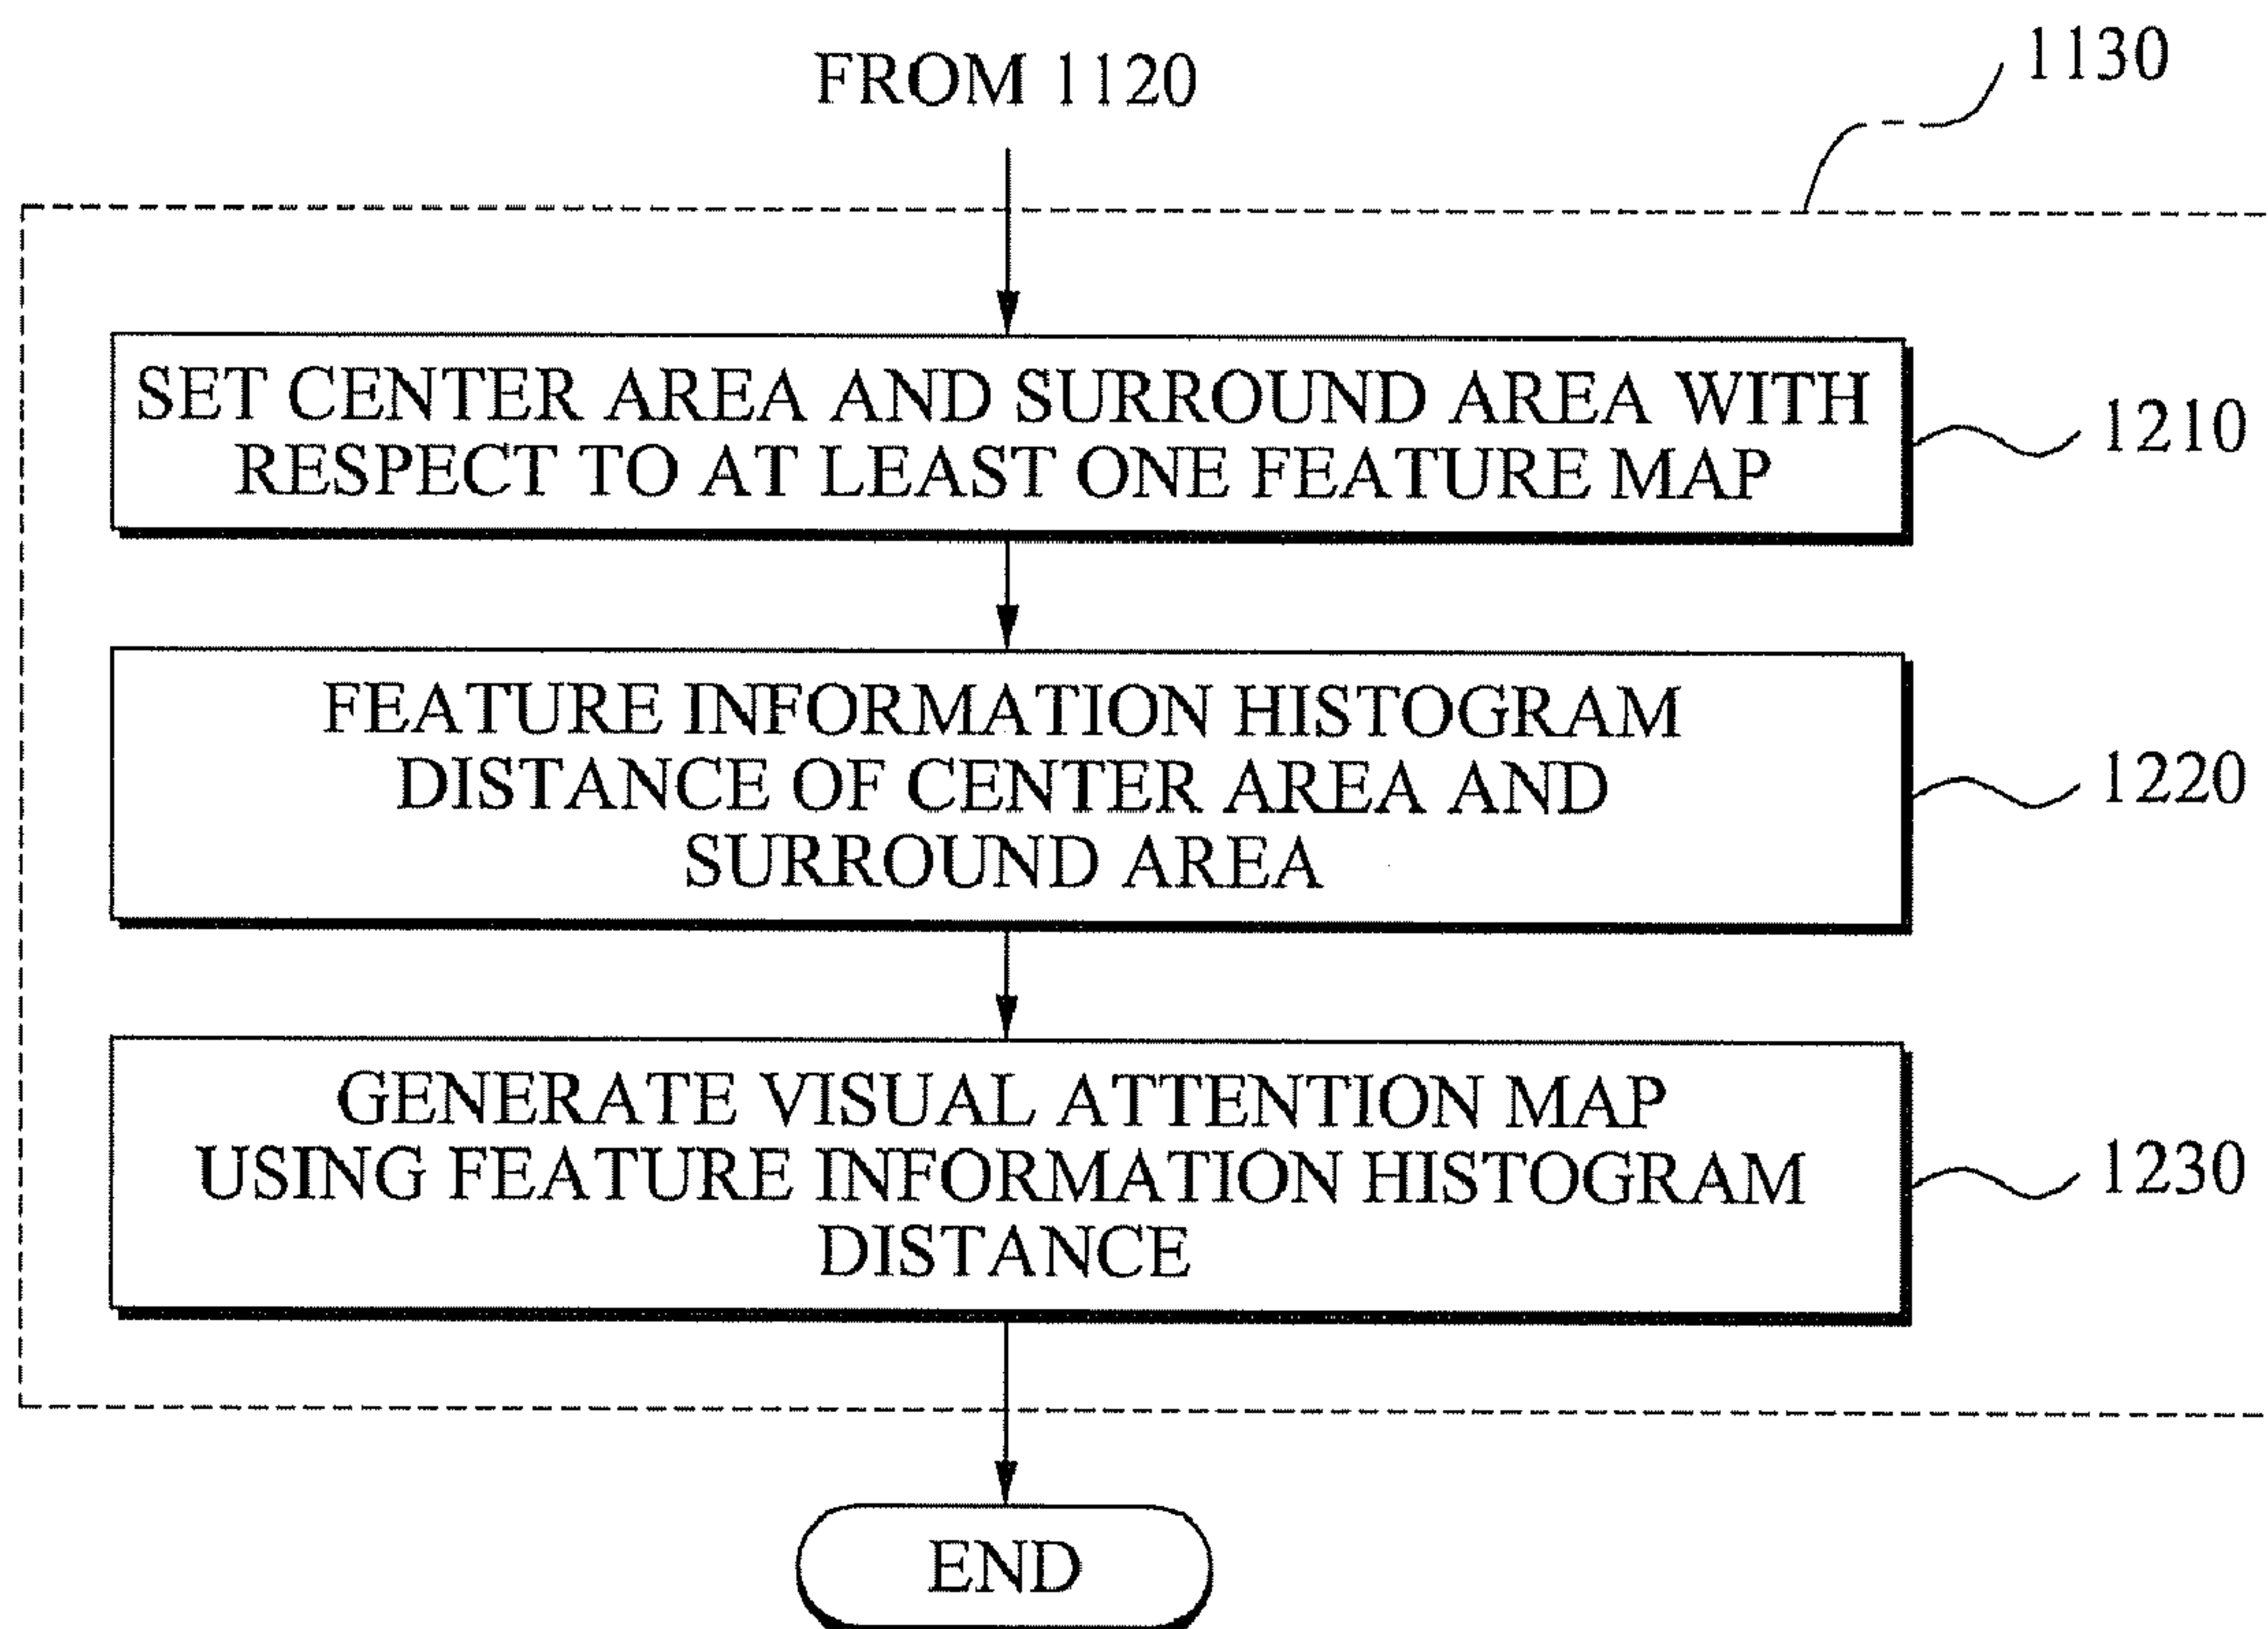 FROM 1120
1130
SET CENTER AREA AND SURROUND AREA WITH
RESPECT TO AT LEAST ONE FEATURE MAP
1210
FEATURE INFORMATION HISTOGRAM
DISTANCE OF CENTER AREA AND
SURROUND AREA
1220
GENERATE VISUAL ATTENTION MAP
USING FEATURE INFORMATION HISTOGRAM
DISTANCE
1230
END